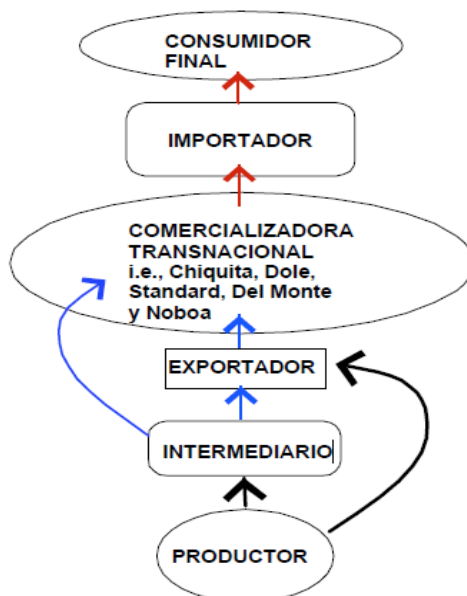 CONSUMIDOR
FINAL
IMPORTADOR
COMERCIALIZADORA
TRANSNACIONAL
i.e., Chiquita, Dole,
Standard, Del Monte
y Noboa
EXPORTADOR
INTERMEDIARIO
PRODUCTOR